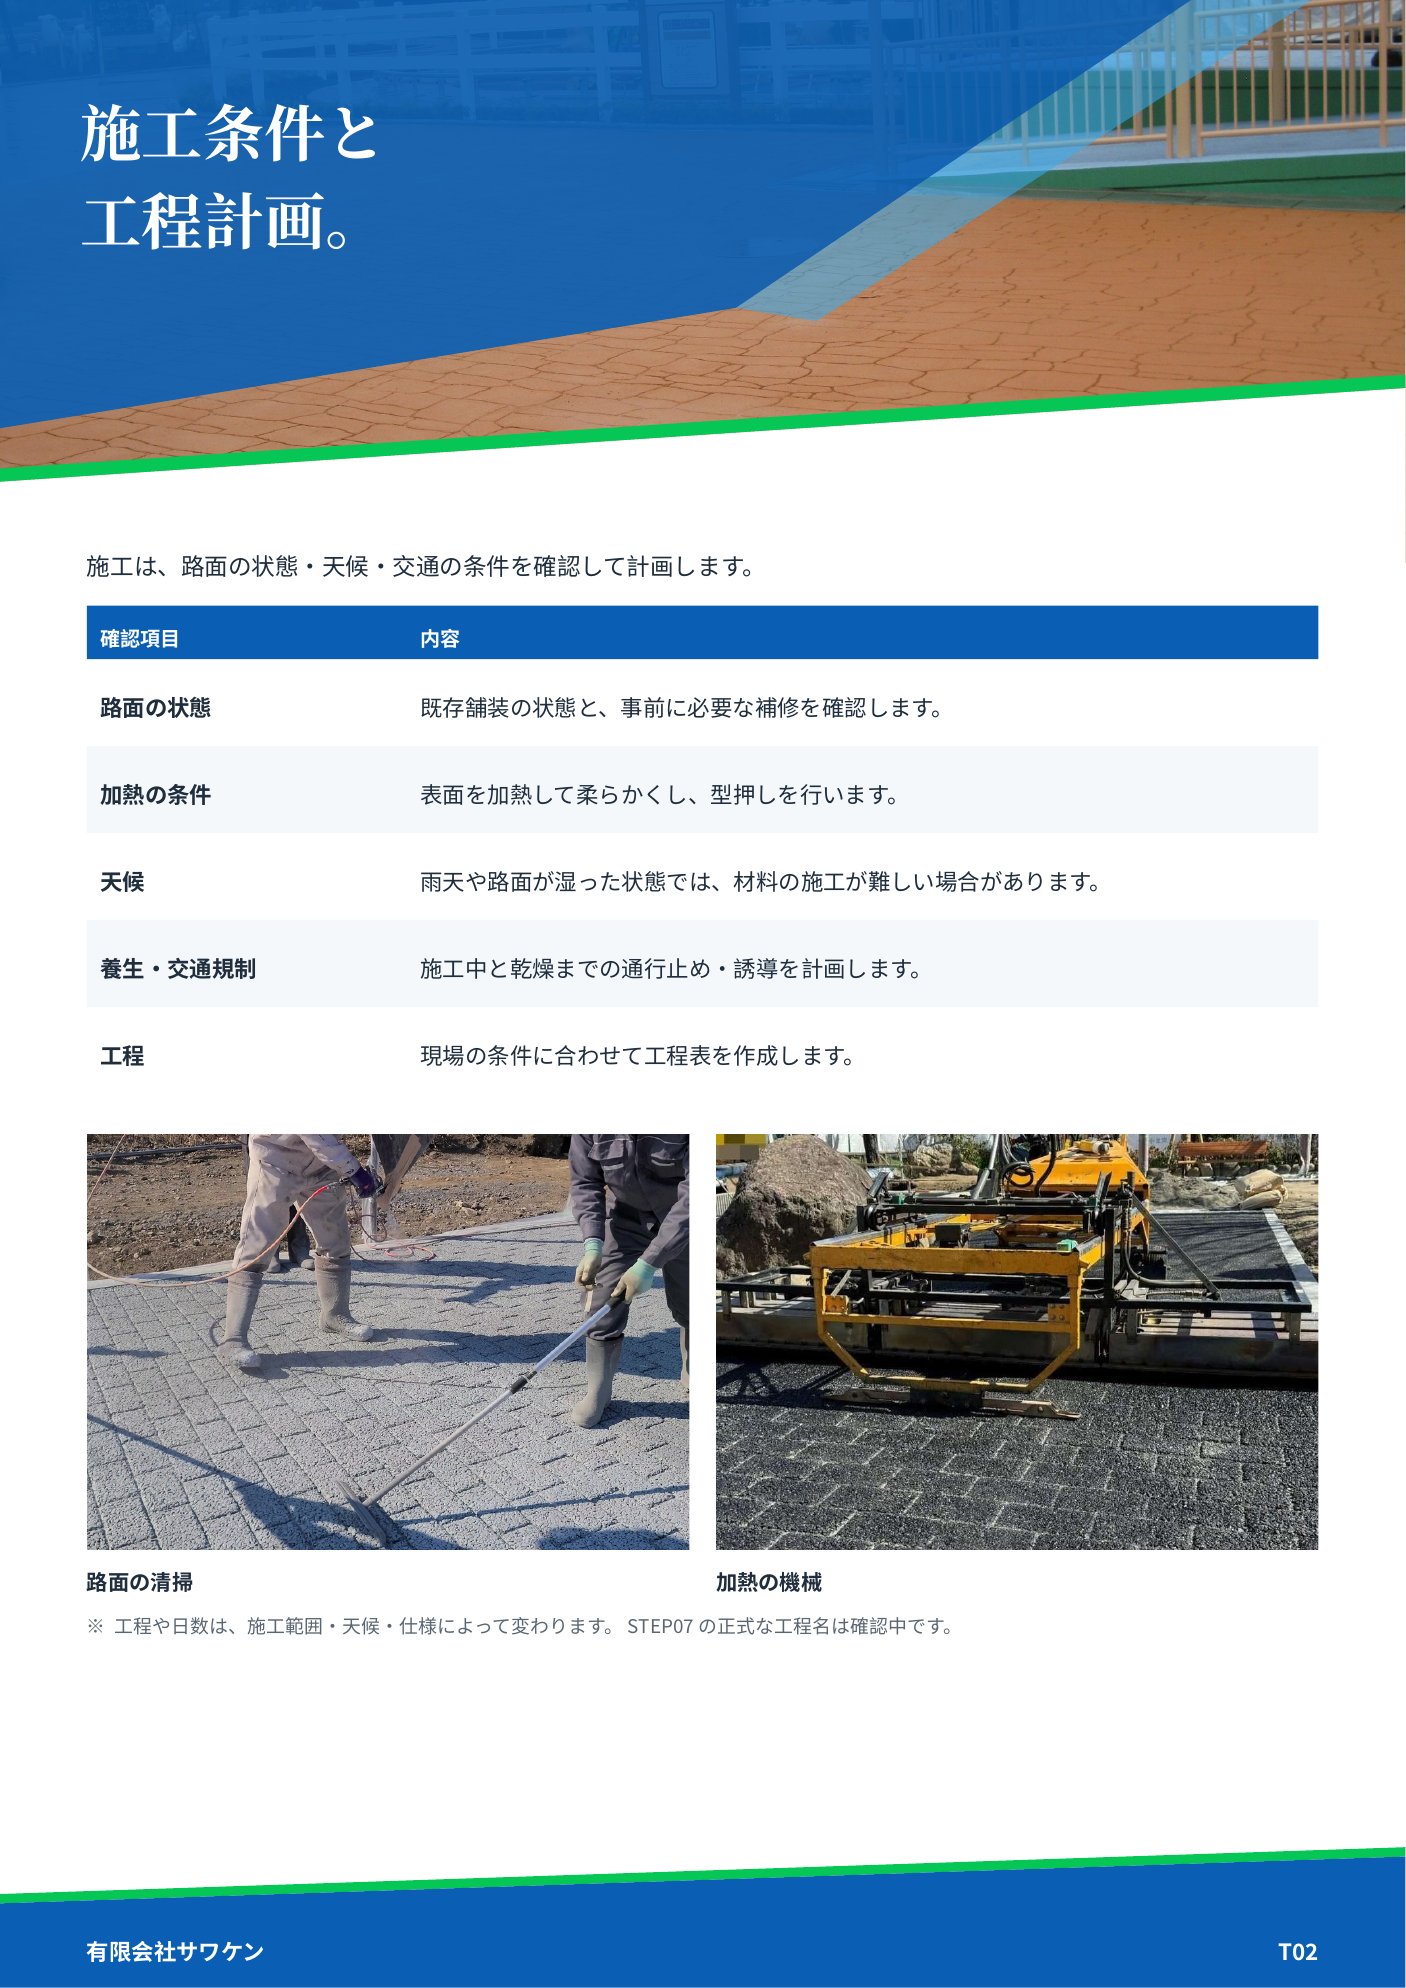 施工条件と
工程計画。
施工は、路面の状態・天候・交通の条件を確認して計画します。
確認項目 内容
路面の状態 既存舗装の状態と、事前に必要な補修を確認します。
加熱の条件 表面を加熱して柔らかくし、型押しを行います。
天候 雨天や路面が湿った状態では、材料の施工が難しい場合があります。
養生・交通規制 施工中と乾燥までの通行止め・誘導を計画します。
工程 現場の条件に合わせて工程表を作成します。
路面の清掃 加熱の機械
※ 工程や日数は、施工範囲・天候・仕様によって変わります。 STEP07 の正式な工程名は確認中です。
有限会社サワケン T02